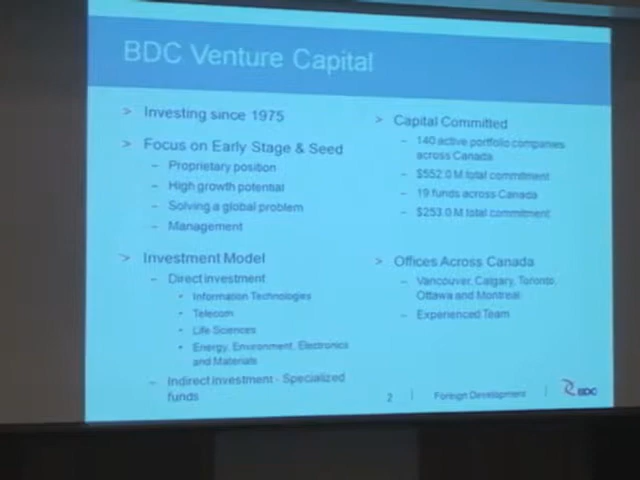 BDC Venture Capital
> Investing since 1975
> Focus on Early Stage & Seed
– Proprietary position
– High growth potential
– Solving a global problem
– Management
> Investment Model
– Direct investment
• Information Technologies
• Telecom
• Life Sciences
• Energy, Environment, Electronics
and Materials
– Indirect investment - Specialized
funds
> Capital Committed
– 140 active portfolio companies
across Canada
– $552.0 M total commitment
– 19 funds across Canada
– $253.0 M total commitment
> Offices Across Canada
– Vancouver, Calgary, Toronto,
Ottawa and Montreal
– Experienced Team
2 | Foreign Development | BDC